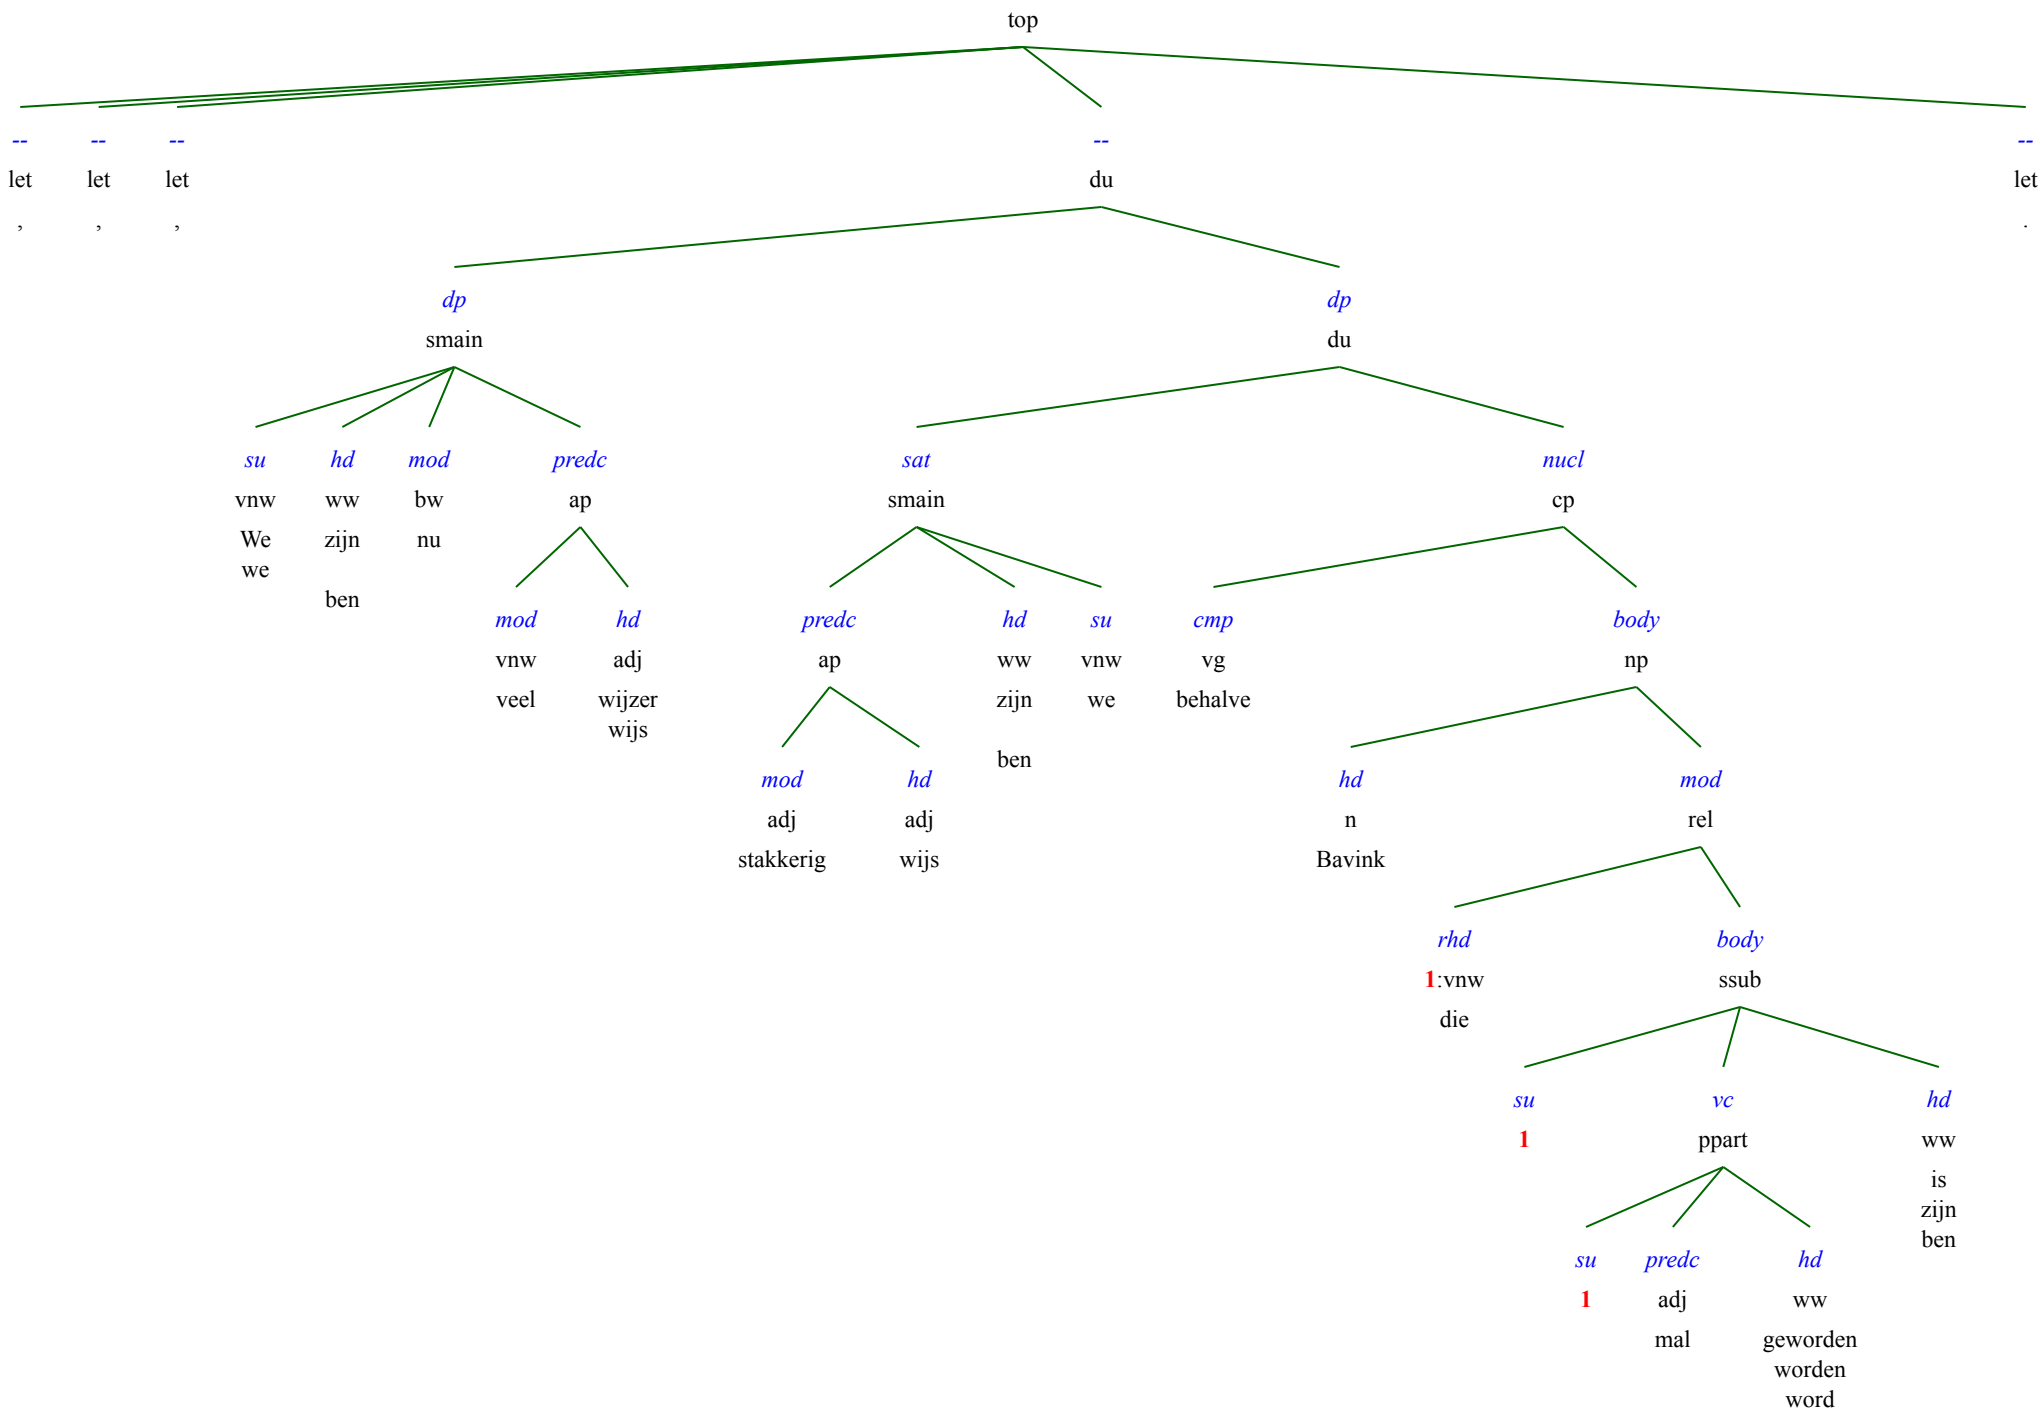 top
-- -- -- -- --
let let let du let
, , , .
dp dp
smain du
su hd mod predc sat nucl
vnw ww bw ap smain cp
We zijn nu
we
ben
mod hd predc hd su cmp body
vnw adj ap ww vnw vg np
veel wijzer zijn we behalve
wijs
ben
mod hd hd mod
adj adj n rel
stakkerig wijs Bavink
rhd body
1:vnw ssub
die
su vc hd
1 ppart ww
is
zijn
ben
su predc hd
1 adj ww
mal geworden
worden
word